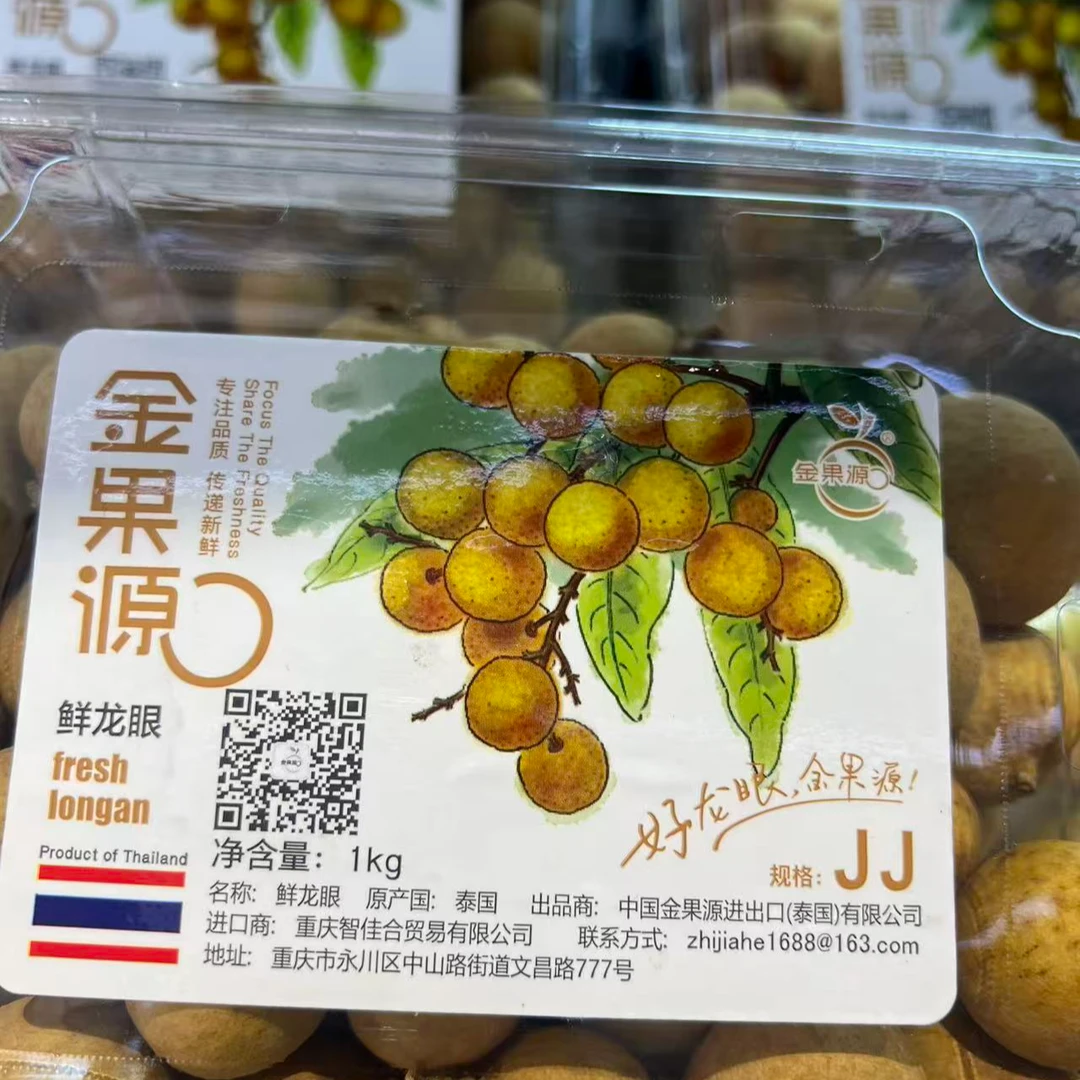 金果源
专注品质 传递新鲜
Focus The Quality
Share The Freshness
金果源®
鲜龙眼
fresh
longan
Product of Thailand
好龙眼，金果源！
规格：JJ
净含量：1kg
名称：鲜龙眼 原产国：泰国 出品商：中国金果源进出口(泰国)有限公司
进口商：重庆智佳合贸易有限公司 联系方式：zhijiahe1688@163.com
地址：重庆市永川区中山路街道文昌路777号